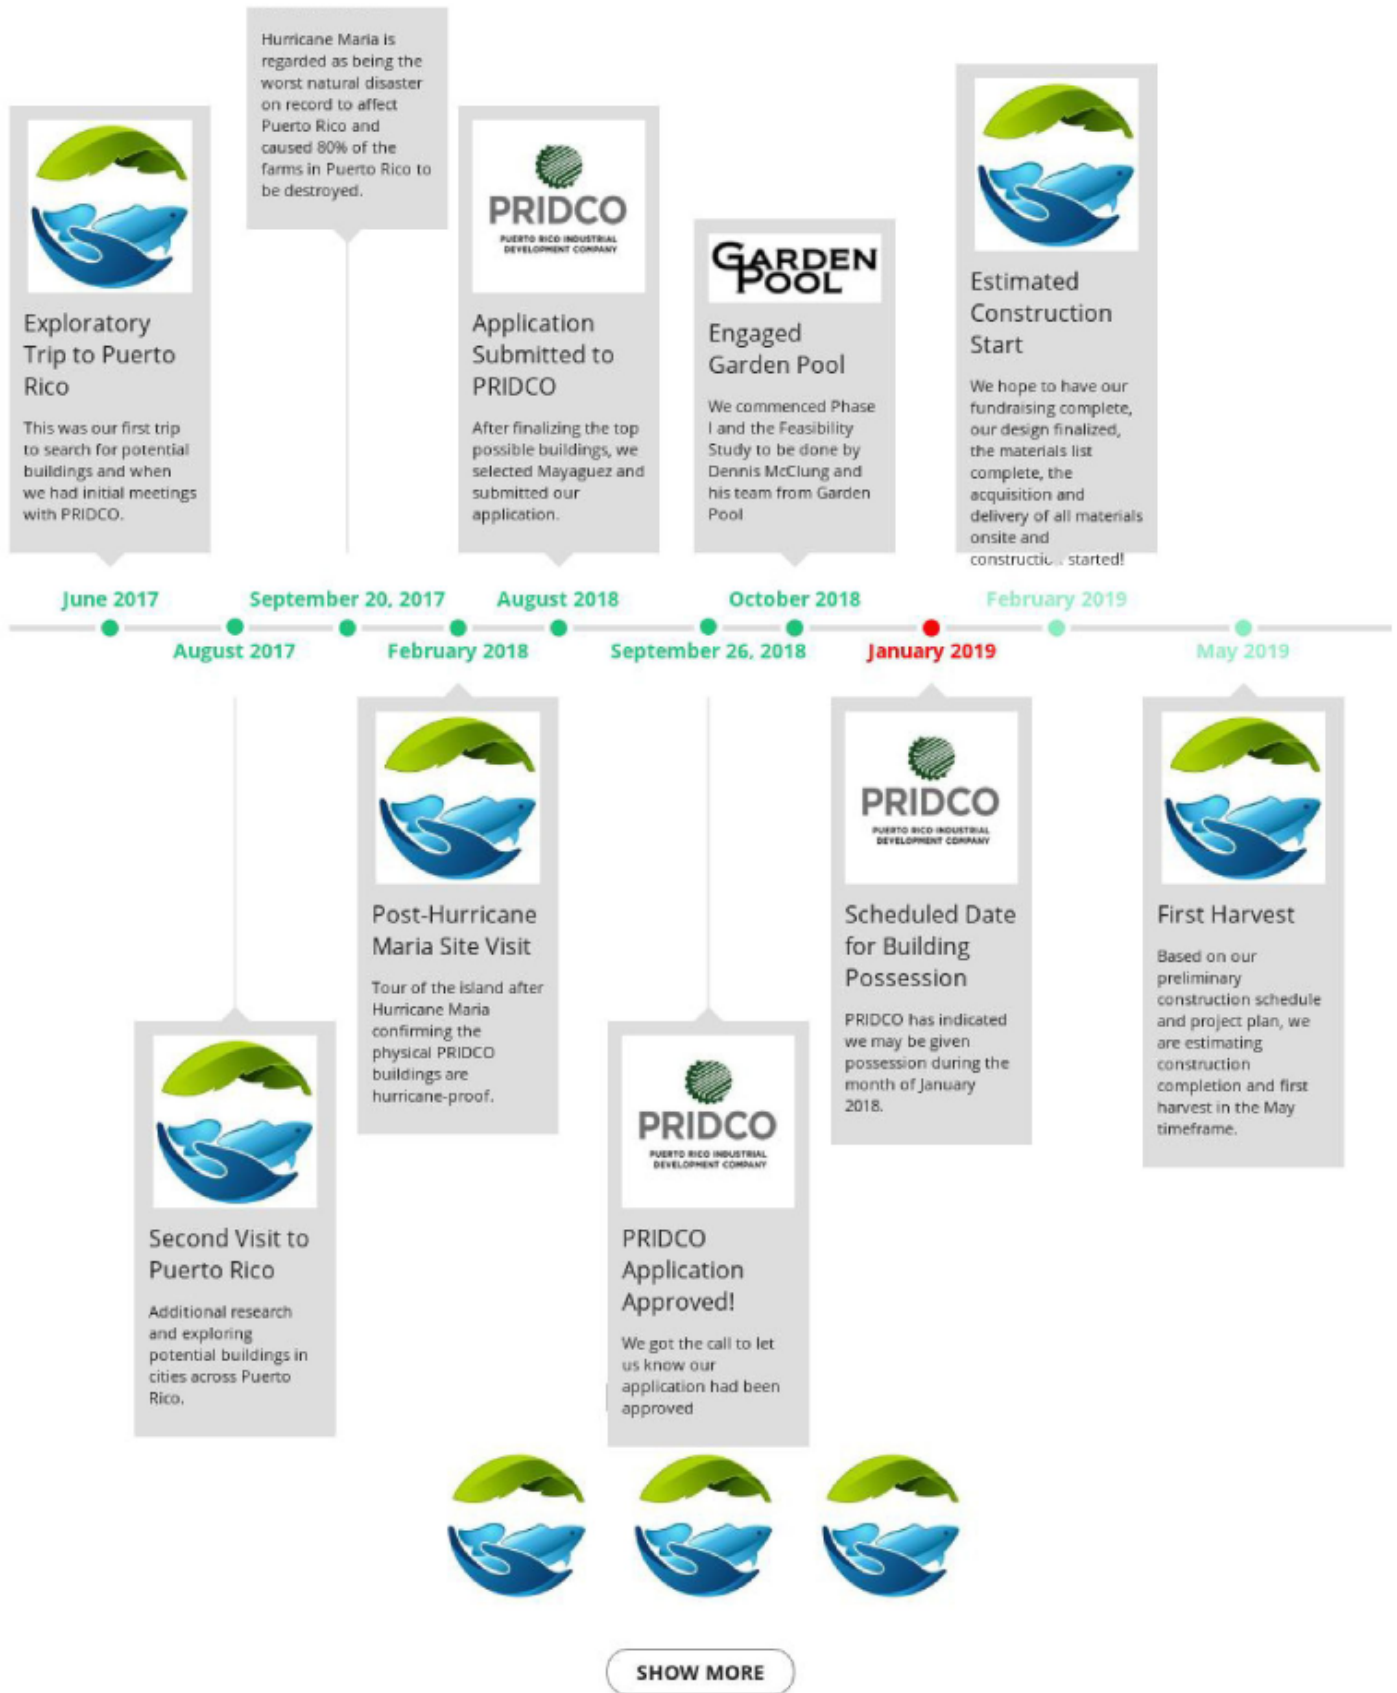 Hurricane Maria is
regarded as being the
worst natural disaster
on record to affect
Puerto Rico and
caused 80% of the
farms in Puerto Rico to
be destroyed.
Exploratory
Trip to Puerto
Rico
This was our first trip
to search for potential
buildings and when
we had initial meetings
with PRIDCO.
PRIDCO
PUERTO RICO INDUSTRIAL
DEVELOPMENT COMPANY
Application
Submitted to
PRIDCO
After finalizing the top
possible buildings, we
selected Mayaguez and
submitted our
application.
GARDEN
POOL
Engaged
Garden Pool
We commenced Phase
I and the Feasibility
Study to be done by
Dennis McClung and
his team from Garden
Pool
Estimated
Construction
Start
We hope to have our
fundraising complete,
our design finalized,
the materials list
complete, the
acquisition and
delivery of all materials
onsite and
started!
June 2017
September 20, 2017
August 2018
October 2018
February 2019
August 2017
February 2018
September 26, 2018
January 2019
May 2019
Second Visit to
Puerto Rico
Additional research
and exploring
potential buildings in
cities across Puerto
Rico.
Post-Hurricane
Maria Site Visit
Tour of the island after
Hurricane Maria
confirming the
physical PRIDCO
buildings are
hurricane-proof.
PRIDCO
PUERTO RICO INDUSTRIAL
DEVELOPMENT COMPANY
PRIDCO
Application
Approved!
We got the call to let
us know our
application had been
approved
PRIDCO
PUERTO RICO INDUSTRIAL
DEVELOPMENT COMPANY
Scheduled Date
for Building
Possession
PRIDCO has indicated
we may be given
possession during the
month of January
2018.
First Harvest
Based on our
preliminary
construction schedule
and project plan, we
are estimating
construction
completion and first
harvest in the May
timeframe.
SHOW MORE